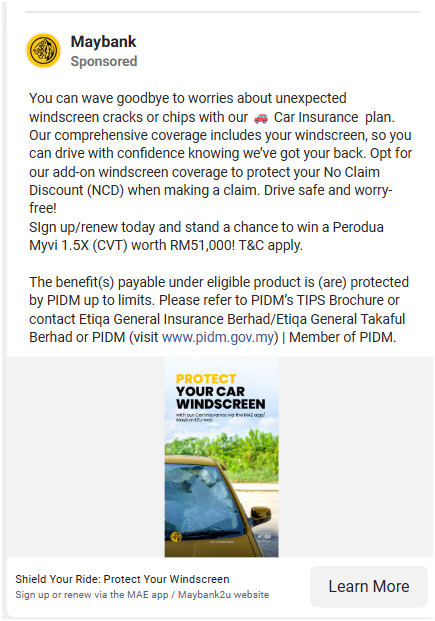 Maybank
Sponsored
You can wave goodbye to worries about unexpected
windscreen cracks or chips with our 🚗 Car Insurance plan.
Our comprehensive coverage includes your windscreen, so you
can drive with confidence knowing we've got your back. Opt for
our add-on windscreen coverage to protect your No Claim
Discount (NCD) when making a claim. Drive safe and worry-
free!
SIgn up/renew today and stand a chance to win a Perodua
Myvi 1.5X (CVT) worth RM51,000! T&C apply.
The benefit(s) payable under eligible product is (are) protected
by PIDM up to limits. Please refer to PIDM's TIPS Brochure or
contact Etiqa General Insurance Berhad/Etiqa General Takaful
Berhad or PIDM (visit www.pidm.gov.my) | Member of PIDM.
PROTECT
YOUR CAR
WINDSCREEN
with our Car Insurance via the MAE app/
Maybank2u web
Shield Your Ride: Protect Your Windscreen
Sign up or renew via the MAE app / Maybank2u website
Learn More